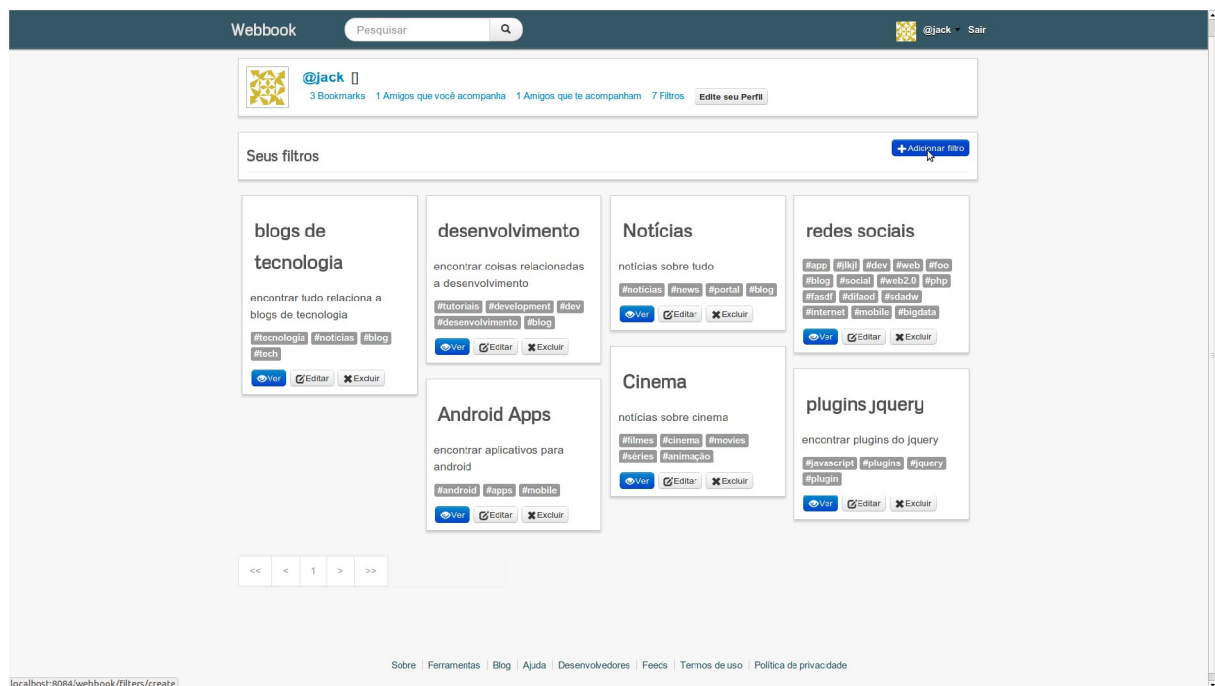 Webbook
Pesquisar
@jack Sair
@jack []
3 Bookmarks 1 Amigos que você acompanha 1 Amigos que te acompanham 7 Filtros Edite seu Perfil
Seus filtros
Adicionar filtro
blogs de
tecnologia
encontrar tudo relaciona a
blogs de tecnologia
#tecnologia #noticias #blog
#tech
Ver Editar Excluir
desenvolvimento
encontrar coisas relacionadas
a desenvolvimento
#tutoriais #development #dev
#desenvolvimento #blog
Ver Editar Excluir
Notícias
notícias sobre tudo
#noticias #news #portal #blog
Ver Editar Excluir
redes sociais
#app #jlkjl #dev #web #foo
#blog #social #web2.0 #php
#fasdf #difaod #sdadw
#internet #mobile #bigdata
Ver Editar Excluir
Android Apps
encontrar aplicativos para
android
#android #apps #mobile
Ver Editar Excluir
Cinema
notícias sobre cinema
#filmes #cinema #movies
#séries #animação
Ver Editar Excluir
plugins jquery
encontrar plugins do jquery
#javascript #plugins #jquery
#plugin
Ver Editar Excluir
<< < 1 > >>
Sobre Ferramentas Blog Ajuda Desenvolvedores Feeds Termos de uso Política de privacidade
localhost:8084/webbook/filters/create